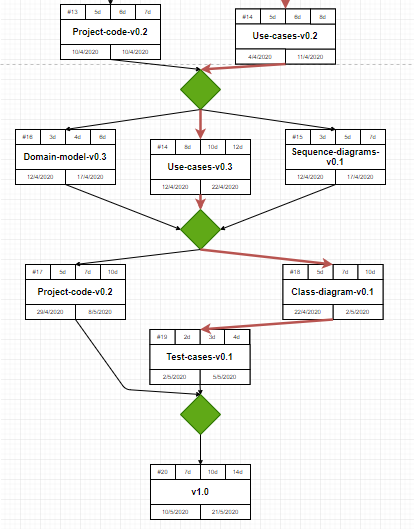 #13 5d 6d 7d
Project-code-v0.2
10/4/2020 10/4/2020
#14 5d 6d 8d
Use-cases-v0.2
4/4/2020 11/4/2020
#16 3d 4d 6d
Domain-model-v0.3
12/4/2020 17/4/2020
#14 8d 10d 12d
Use-cases-v0.3
12/4/2020 22/4/2020
#15 3d 5d 7d
Sequence-diagrams-
v0.1
12/4/2020 17/4/2020
#17 5d 7d 10d
Project-code-v0.2
29/4/2020 8/5/2020
#18 5d 7d 10d
Class-diagram-v0.1
22/4/2020 2/5/2020
#19 2d 3d 4d
Test-cases-v0.1
2/5/2020 5/5/2020
#20 7d 10d 14d
v1.0
10/5/2020 21/5/2020